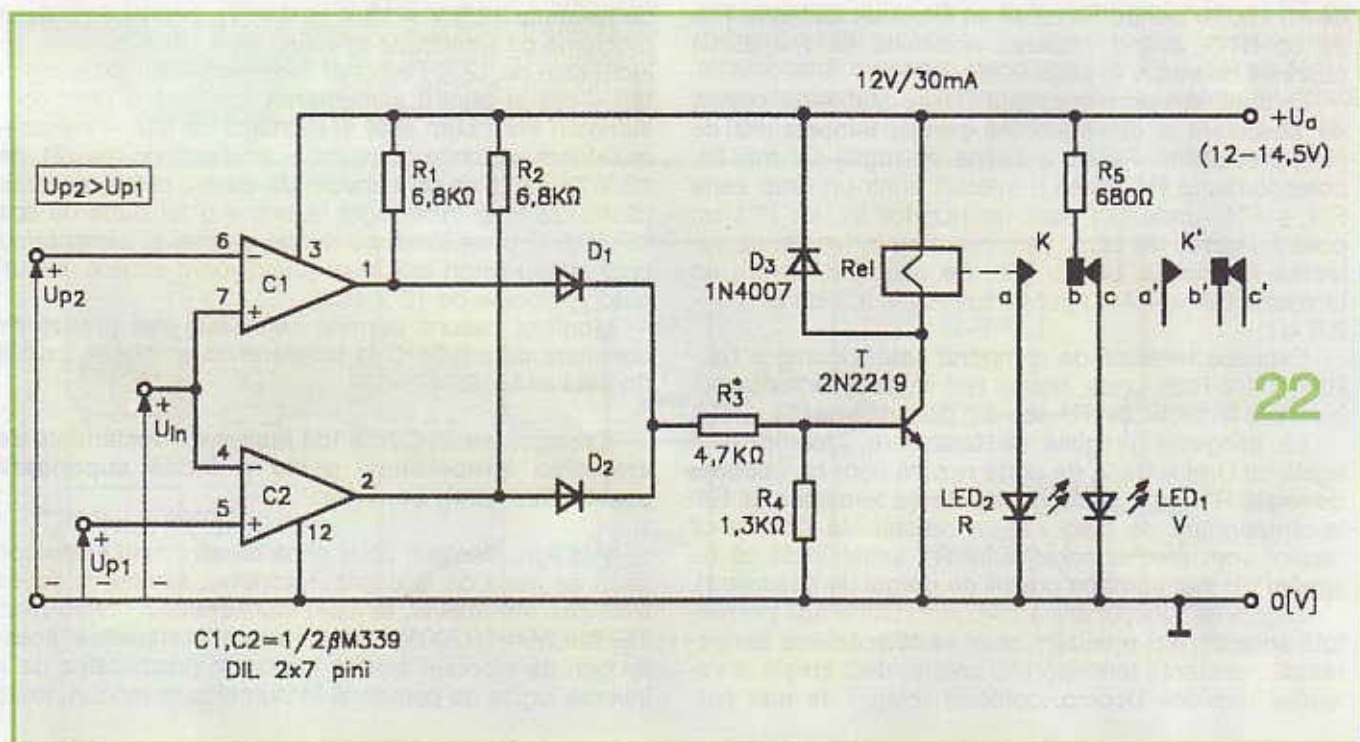 12V/30mA
+Ua
(12–14,5V)
Up2>Up1
R1
6,8KΩ
R2
6,8KΩ
R5
680Ω
6
3
C1
1
7
+
−
D1
D3
1N4007
Rel
K
K'
a
b
c
a'
b'
c'
+
Up2
+
Uin
T
2N2219
22
R3*
4,7KΩ
4
C2
2
5
+
12
−
D2
R4
1,3KΩ
LED2
R
LED1
V
+
Up1
−
−
−
0[V]
C1,C2=1/2βM339
DIL 2x7 pini